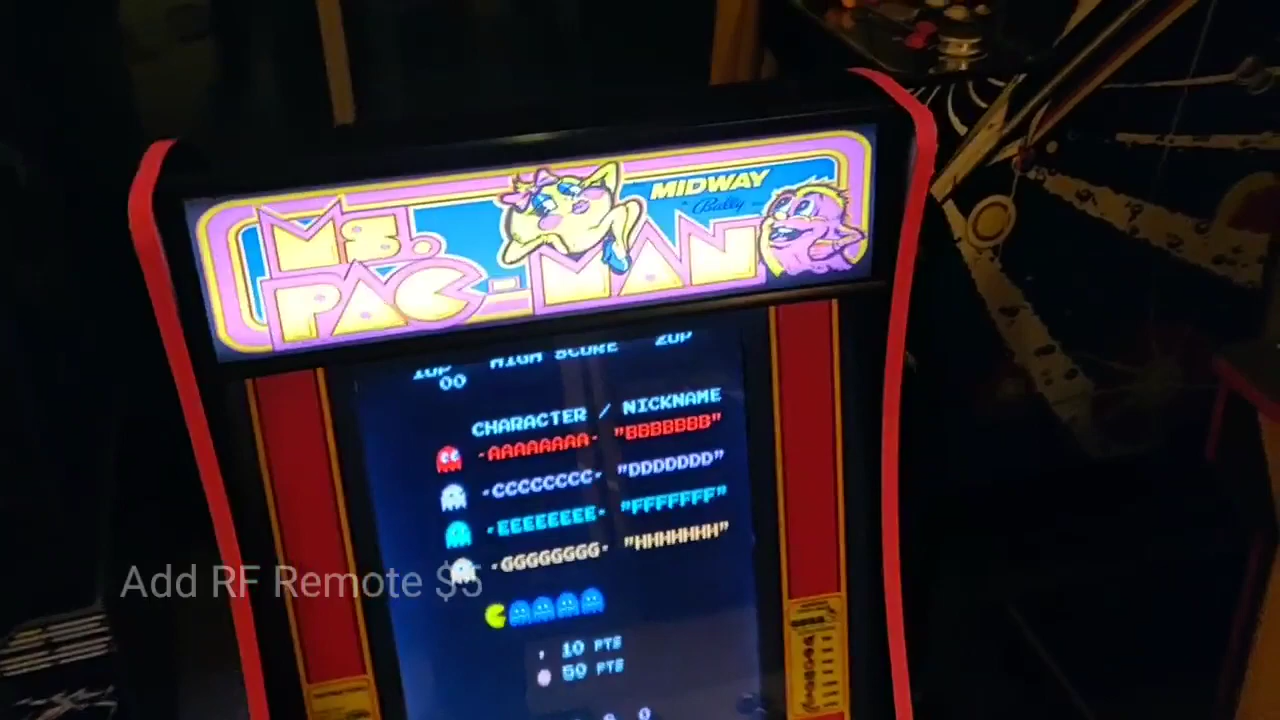 MIDWAY
Bally
Ms.
PAC-MAN
1UP HIGH SCORE 2UP
00
CHARACTER / NICKNAME
-AAAAAAAA- "BBBBBBB"
-CCCCCCCC- "DDDDDDD"
-EEEEEEEE- "FFFFFFF"
-GGGGGGGG- "HHHHHHH"
Add RF Remote $5
10 PTS
50 PTS